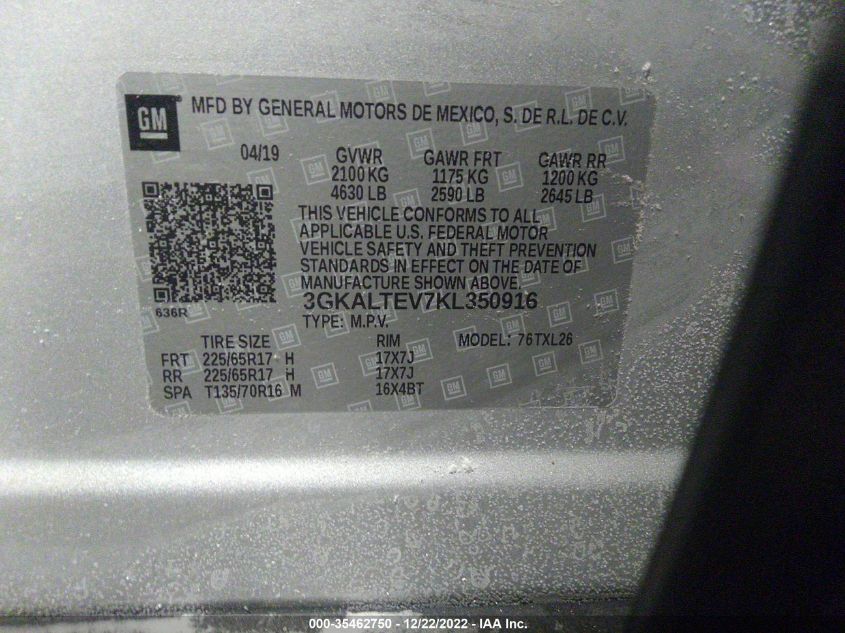 GM
MFD BY GENERAL MOTORS DE MEXICO, S. DE R.L. DE C.V.
04/19 GVWR GAWR FRT GAWR RR
2100 KG 1175 KG 1200 KG
4630 LB 2590 LB 2645 LB
THIS VEHICLE CONFORMS TO ALL
APPLICABLE U.S. FEDERAL MOTOR
VEHICLE SAFETY AND THEFT PREVENTION
STANDARDS IN EFFECT ON THE DATE OF
MANUFACTURE SHOWN ABOVE.
3GKALTEV7KL350916
636R
TYPE: M.P.V.
TIRE SIZE RIM MODEL: 76TXL26
FRT 225/65R17 H 17X7J
RR 225/65R17 H 17X7J
SPA T135/70R16 M 16X4BT
000-35462750 - 12/22/2022 - IAA Inc.